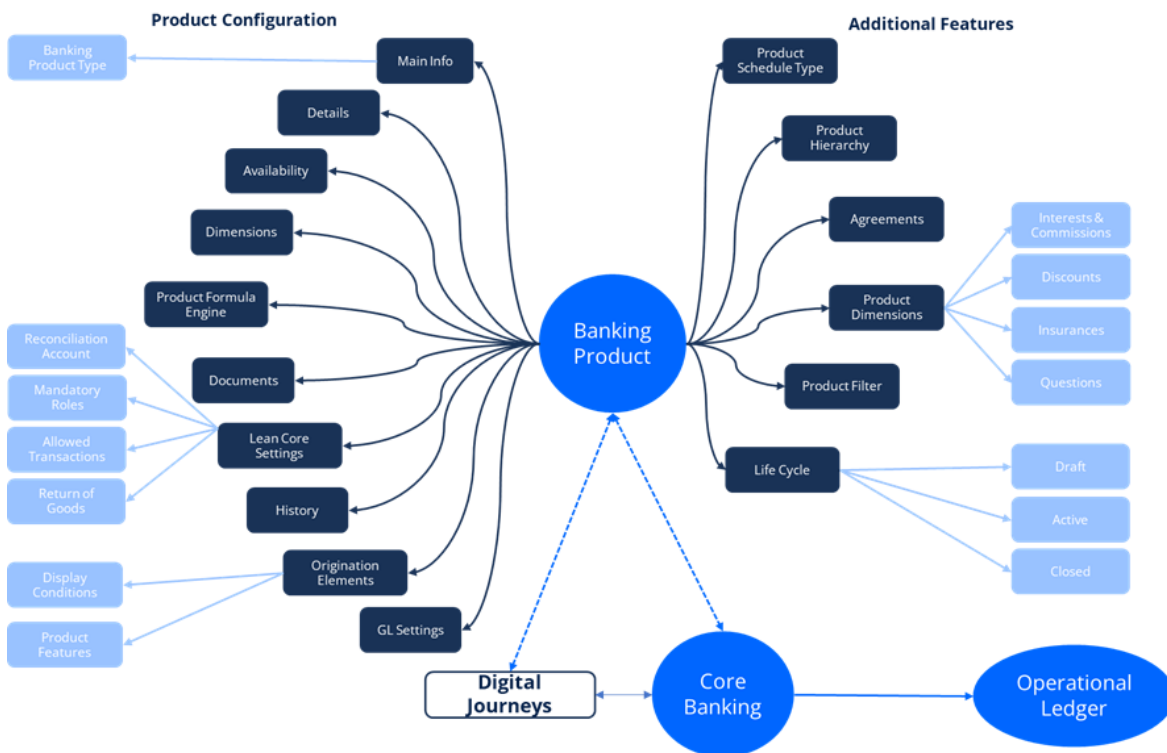 Product Configuration
Banking
Product Type
Main Info
Details
Availability
Dimensions
Product Formula
Engine
Documents
Reconciliation
Account
Mandatory
Roles
Allowed
Transactions
Return of
Goods
Lean Core
Settings
History
Origination
Elements
Display
Conditions
Product
Features
GL Settings
Banking
Product
Additional Features
Product
Schedule Type
Product
Hierarchy
Agreements
Product
Dimensions
Interests &
Commissions
Discounts
Insurances
Questions
Product Filter
Life Cycle
Draft
Active
Closed
Digital
Journeys
Core
Banking
Operational
Ledger